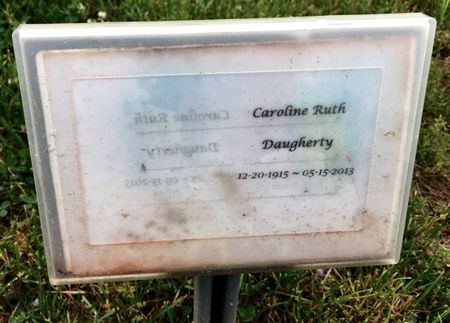 Caroline Ruth
Daugherty
12-20-1915 ~ 05-15-2013